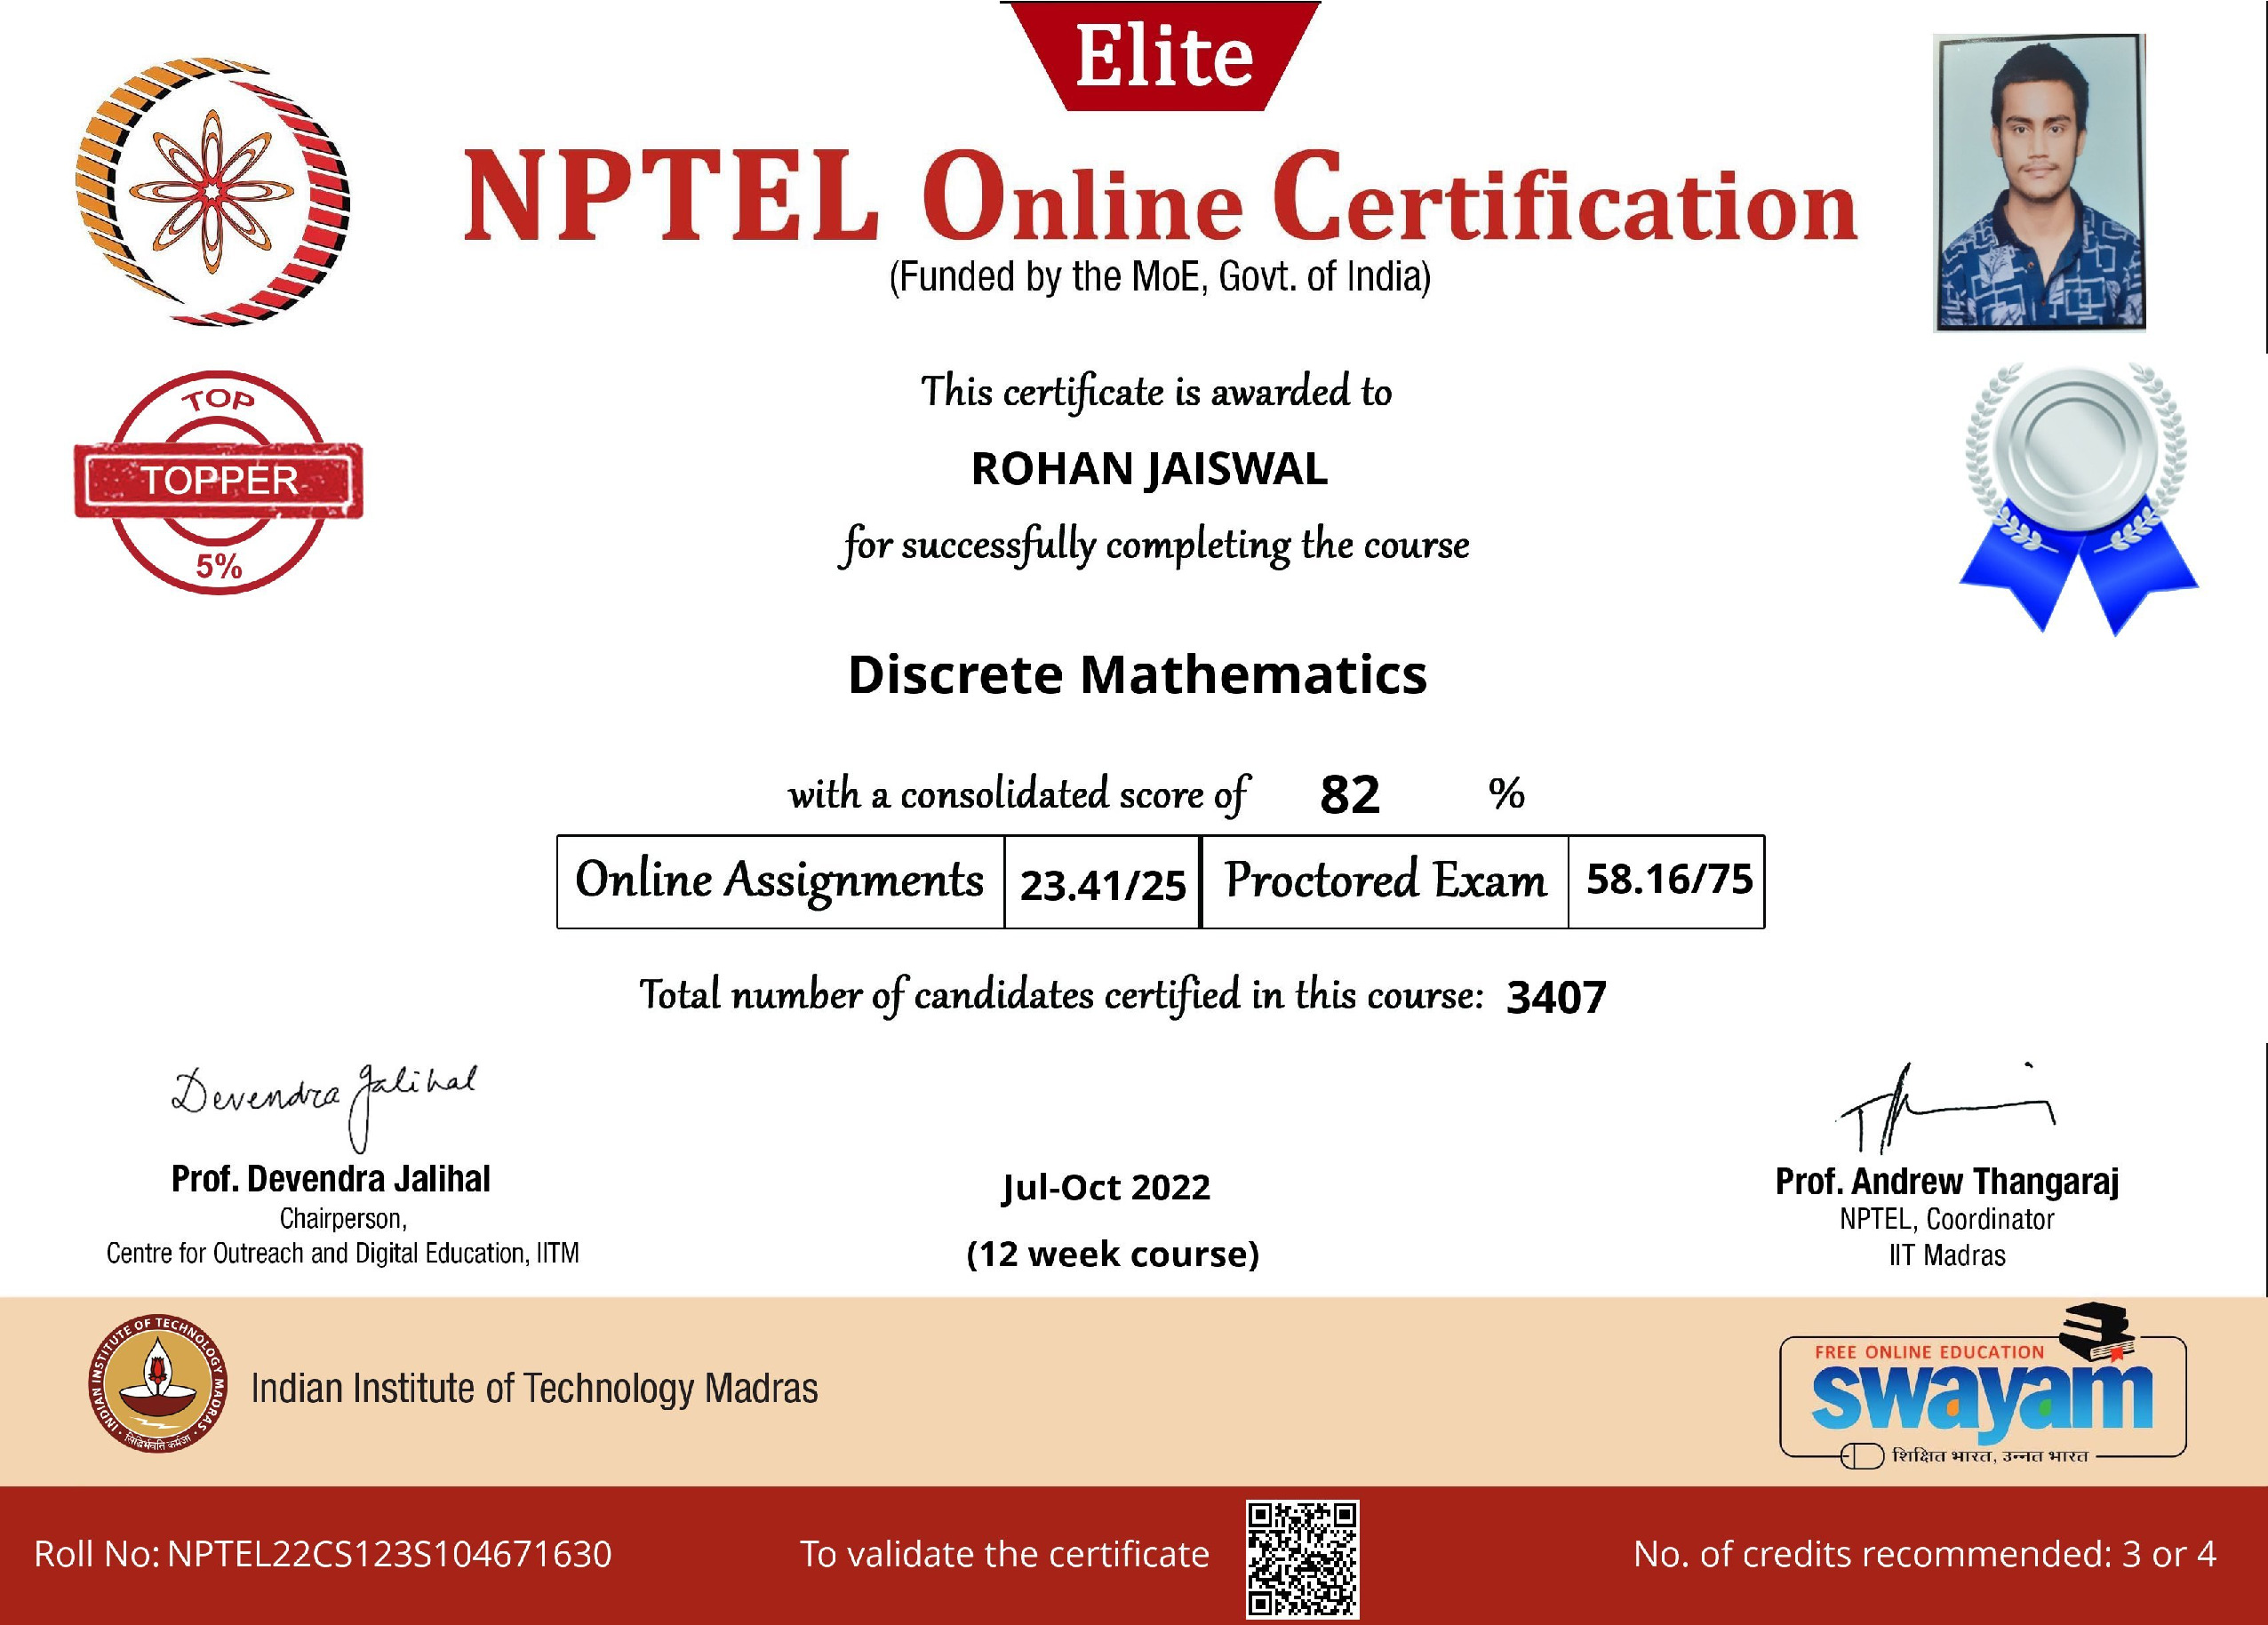 Elite
NPTEL Online Certification
(Funded by the MoE, Govt. of India)
TOP
TOPPER
5%
This certificate is awarded to
ROHAN JAISWAL
for successfully completing the course
Discrete Mathematics
with a consolidated score of 82 %
Online Assignments 23.41/25 Proctored Exam 58.16/75
Total number of candidates certified in this course: 3407
Devendra Jalihal
Prof. Devendra Jalihal
Chairperson,
Centre for Outreach and Digital Education, IITM
Jul-Oct 2022
(12 week course)
Prof. Andrew Thangaraj
NPTEL, Coordinator
IIT Madras
INDIAN INSTITUTE OF TECHNOLOGY MADRAS
सिद्धिर्भवति कर्मजा
Indian Institute of Technology Madras
FREE ONLINE EDUCATION
swayam
शिक्षित भारत, उन्नत भारत
Roll No: NPTEL22CS123S104671630
To validate the certificate
No. of credits recommended: 3 or 4